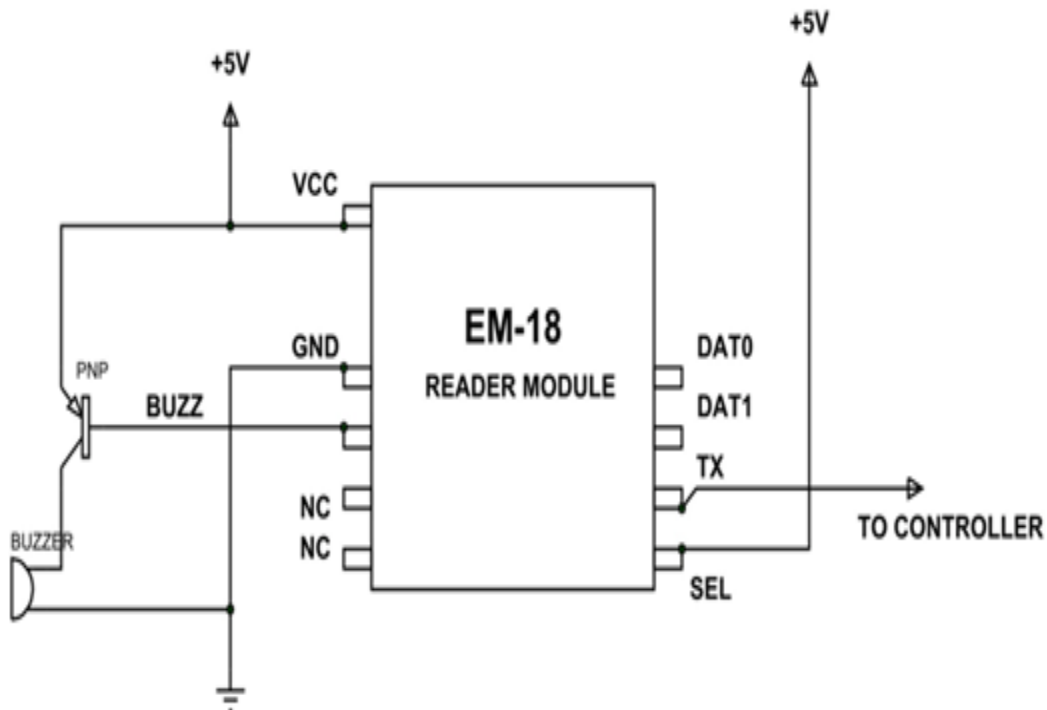 +5V
+5V
VCC
EM-18
READER MODULE
GND
DAT0
PNP
BUZZ
DAT1
TX
NC
TO CONTROLLER
BUZZER
NC
SEL